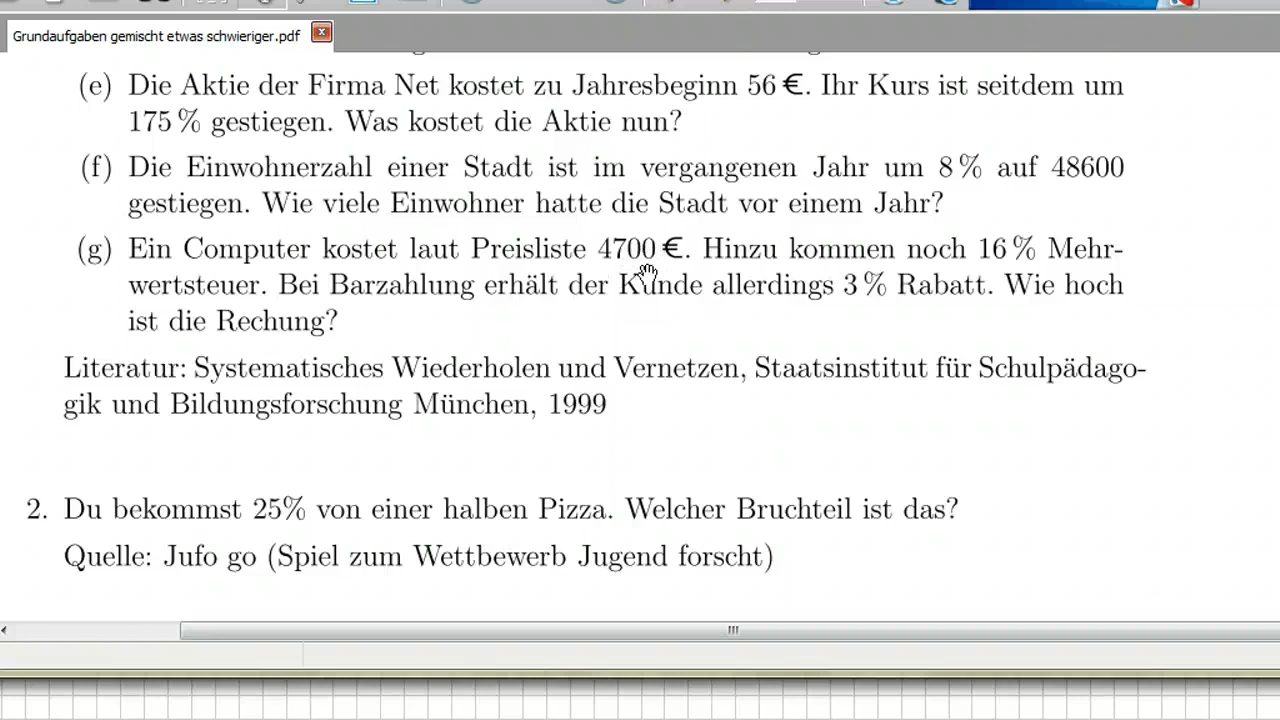 Grundaufgaben gemischt etwas schwieriger.pdf
(e) Die Aktie der Firma Net kostet zu Jahresbeginn 56 €. Ihr Kurs ist seitdem um
175 % gestiegen. Was kostet die Aktie nun?
(f) Die Einwohnerzahl einer Stadt ist im vergangenen Jahr um 8 % auf 48600
gestiegen. Wie viele Einwohner hatte die Stadt vor einem Jahr?
(g) Ein Computer kostet laut Preisliste 4700 €. Hinzu kommen noch 16 % Mehr-
wertsteuer. Bei Barzahlung erhält der Kunde allerdings 3 % Rabatt. Wie hoch
ist die Rechung?
Literatur: Systematisches Wiederholen und Vernetzen, Staatsinstitut für Schulpädago-
gik und Bildungsforschung München, 1999
2. Du bekommst 25% von einer halben Pizza. Welcher Bruchteil ist das?
Quelle: Jufo go (Spiel zum Wettbewerb Jugend forscht)